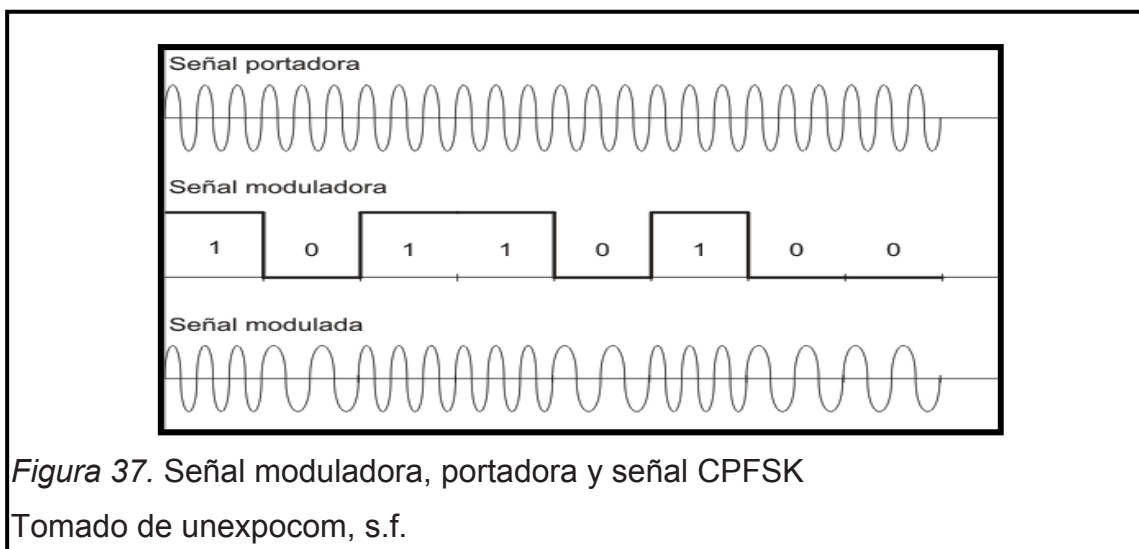 Señal portadora
Señal moduladora
1 0 1 1 0 1 0 0
Señal modulada
Figura 37. Señal moduladora, portadora y señal CPFSK
Tomado de unexpocom, s.f.